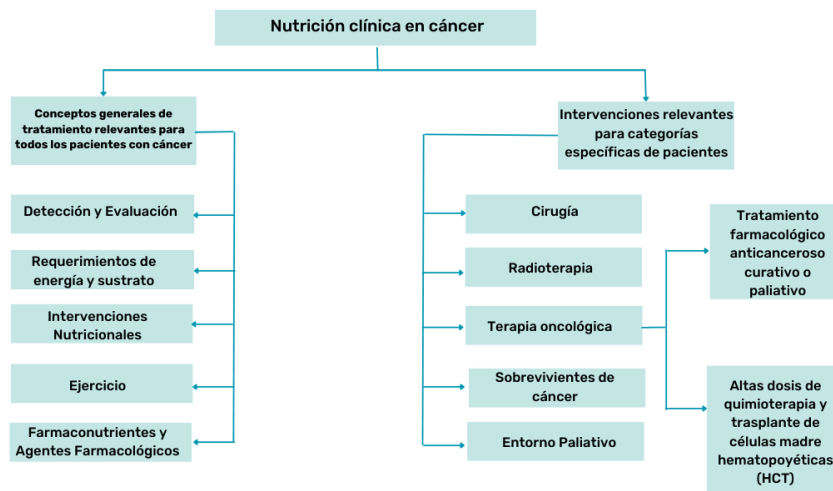 Nutrición clínica en cáncer
Conceptos generales de
tratamiento relevantes para
todos los pacientes con cáncer
Detección y Evaluación
Requerimientos de
energía y sustrato
Intervenciones
Nutricionales
Ejercicio
Farmaconutrientes y
Agentes Farmacológicos
Intervenciones relevantes
para categorías
específicas de pacientes
Cirugía
Radioterapia
Terapia oncológica
Sobrevivientes de
cáncer
Entorno Paliativo
Tratamiento
farmacológico
anticanceroso
curativo o
paliativo
Altas dosis de
quimioterapia y
trasplante de
células madre
hematopoyéticas
(HCT)